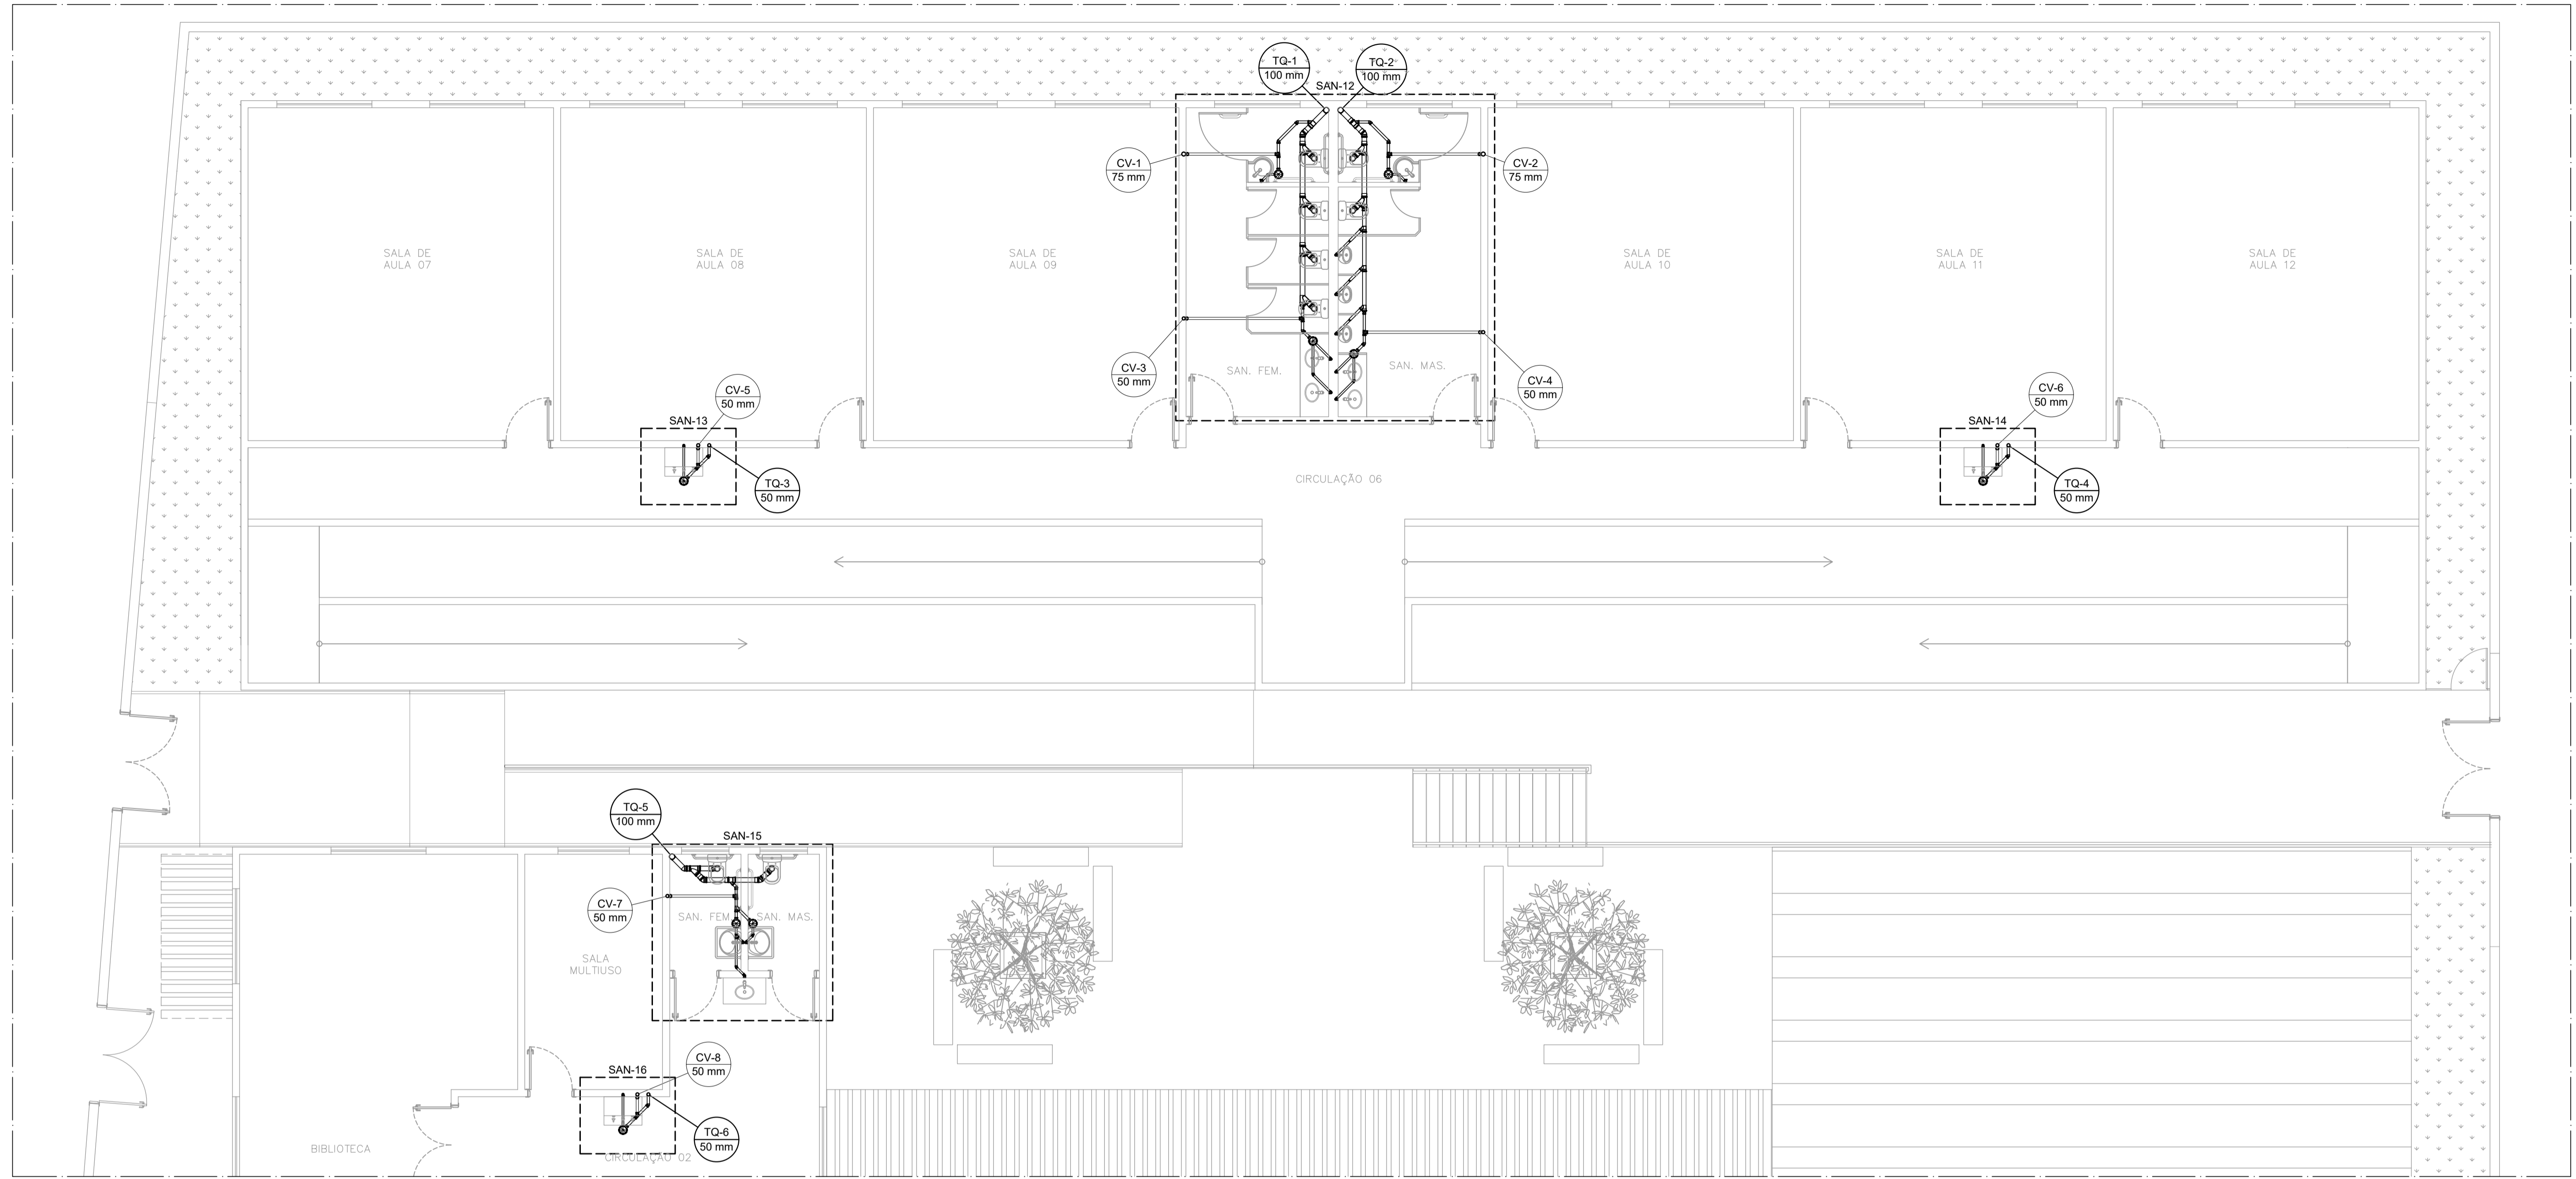 TQ-1
100 mm
TQ-2
100 mm
SAN-12
CV-1
75 mm
CV-2
75 mm
SALA DE
AULA 07
SALA DE
AULA 08
SALA DE
AULA 09
SALA DE
AULA 10
SALA DE
AULA 11
SALA DE
AULA 12
CV-3
50 mm
SAN. FEM.
SAN. MAS.
CV-4
50 mm
CV-5
50 mm
SAN-13
TQ-3
50 mm
CV-6
50 mm
SAN-14
TQ-4
50 mm
CIRCULAÇÃO 06
TQ-5
100 mm
SAN-15
CV-7
50 mm
SAN. FEM.
SAN. MAS.
SALA
MULTIUSO
CV-8
50 mm
SAN-16
TQ-6
50 mm
BIBLIOTECA
CIRCULAÇÃO 02